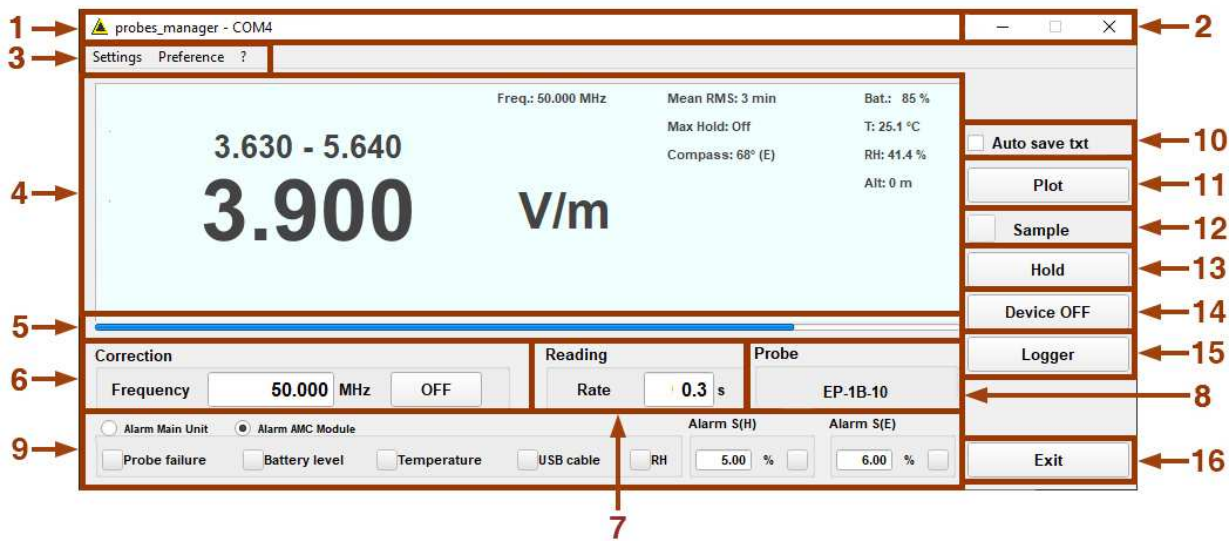 1
probes_manager - COM4
2
3
Settings Preference ?
Freq.: 50.000 MHz
Mean RMS: 3 min
Bat.: 85 %
Max Hold: Off
T: 25.1 °C
3.630 - 5.640
Compass: 68° (E)
RH: 41.4 %
Alt: 0 m
4
3.900 V/m
Auto save txt
10
Plot
11
Sample
12
Hold
13
Device OFF
14
5
Logger
15
Correction
Reading
Probe
6
Frequency 50.000 MHz OFF
Rate 0.3 s
EP-1B-10
8
Alarm Main Unit Alarm AMC Module
Alarm S(H)
Alarm S(E)
9
Probe failure Battery level Temperature USB cable RH
5.00 %
6.00 %
Exit
16
7